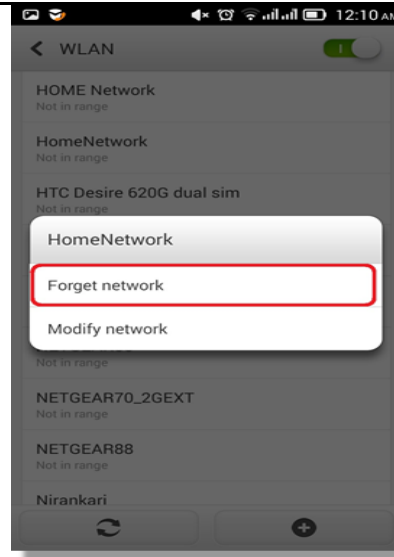 12:10 AM
WLAN
HOME Network
Not in range
HomeNetwork
Not in range
HTC Desire 620G dual sim
Not in range
HomeNetwork
Forget network
Modify network
Not in range
NETGEAR70_2GEXT
Not in range
NETGEAR88
Not in range
Nirankari